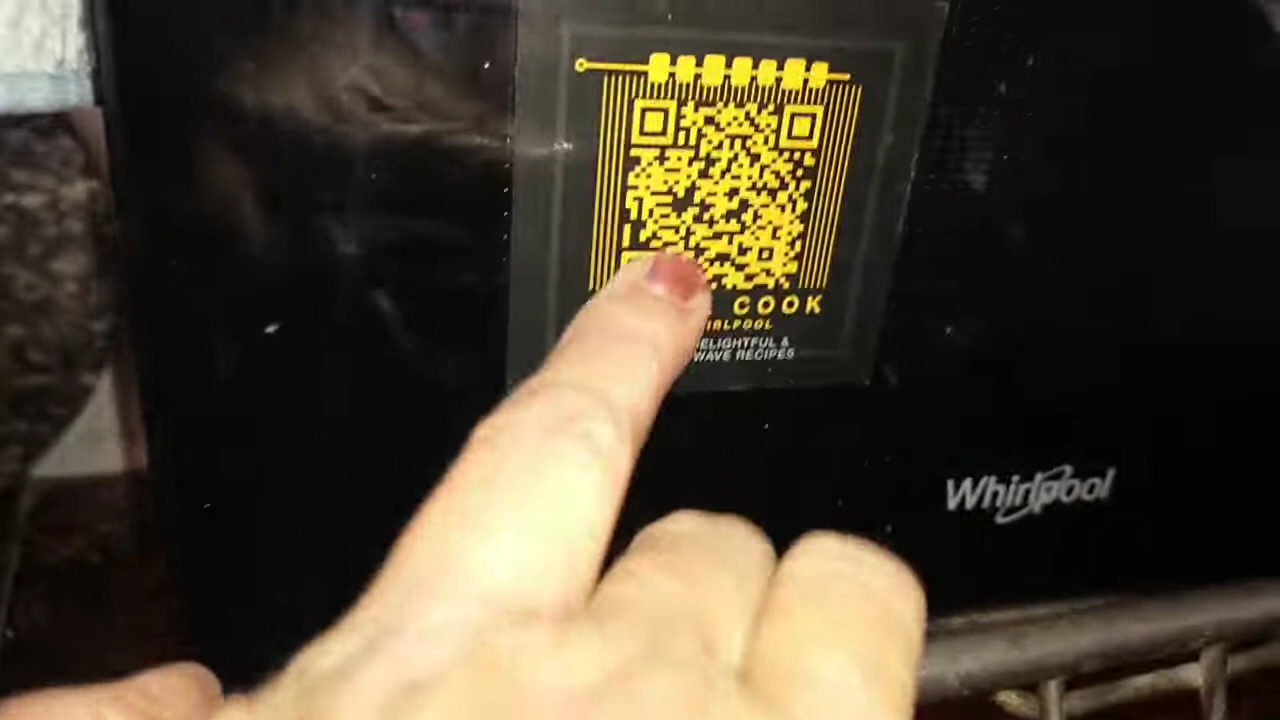 COOK
IRLPOOL
ELIGHTFUL &
WAVE RECIPES
Whirlpool